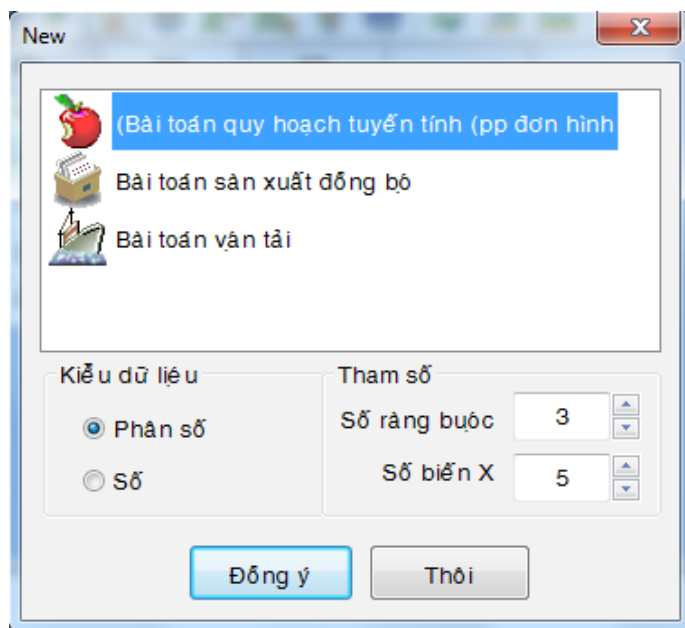 New
(Bài toán quy hoạch tuyến tính (pp đơn hình
Bài toán sản xuất đồng bộ
Bài toán vận tải
Kiểu dữ liệu
Tham số
Phân số
Số ràng buộc
3
Số
Số biến X
5
Đồng ý
Thôi